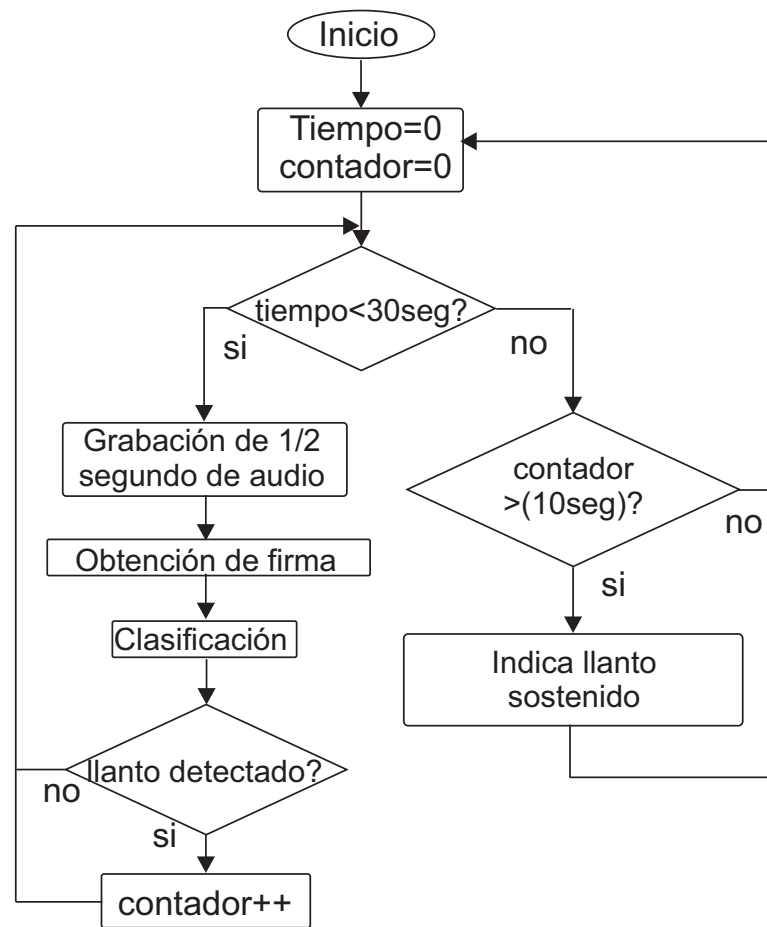 Inicio
Tiempo=0
contador=0
tiempo<30seg?
si
no
Grabación de 1/2
segundo de audio
Obtención de firma
Clasificación
llanto detectado?
no
si
contador++
contador
>(10seg)?
no
si
Indica llanto
sostenido